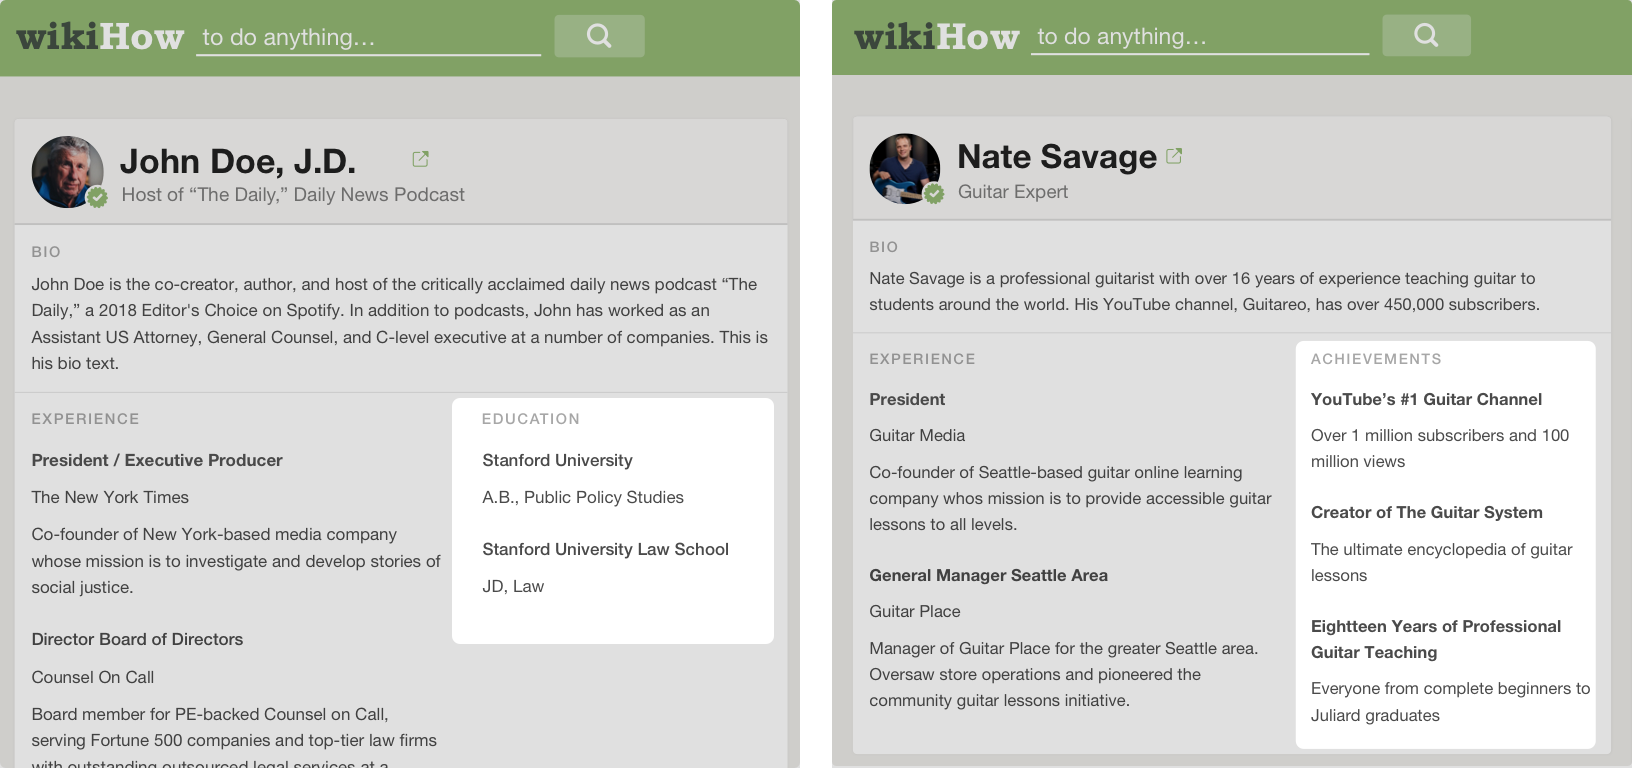 wikiHow to do anything...
John Doe, J.D.
Host of “The Daily,” Daily News Podcast
BIO
John Doe is the co-creator, author, and host of the critically acclaimed daily news podcast “The
Daily,” a 2018 Editor's Choice on Spotify. In addition to podcasts, John has worked as an
Assistant US Attorney, General Counsel, and C-level executive at a number of companies. This is
his bio text.
EXPERIENCE
President / Executive Producer
The New York Times
Co-founder of New York-based media company
whose mission is to investigate and develop stories of
social justice.
Director Board of Directors
Counsel On Call
Board member for PE-backed Counsel on Call,
serving Fortune 500 companies and top-tier law firms
with outstanding outsourced legal services at a
EDUCATION
Stanford University
A.B., Public Policy Studies
Stanford University Law School
JD, Law
wikiHow to do anything...
Nate Savage
Guitar Expert
BIO
Nate Savage is a professional guitarist with over 16 years of experience teaching guitar to
students around the world. His YouTube channel, Guitareo, has over 450,000 subscribers.
EXPERIENCE
President
Guitar Media
Co-founder of Seattle-based guitar online learning
company whos mission is to provide accessible guitar
lessons to all levels.
General Manager Seattle Area
Guitar Place
Manager of Guitar Place for the greater Seattle area.
Oversaw store operations and pioneered the
community guitar lessons initiative.
ACHIEVEMENTS
YouTube’s #1 Guitar Channel
Over 1 million subscribers and 100
million views
Creator of The Guitar System
The ultimate encyclopedia of guitar
lessons
Eightteen Years of Professional
Guitar Teaching
Everyone from complete beginners to
Juliard graduates